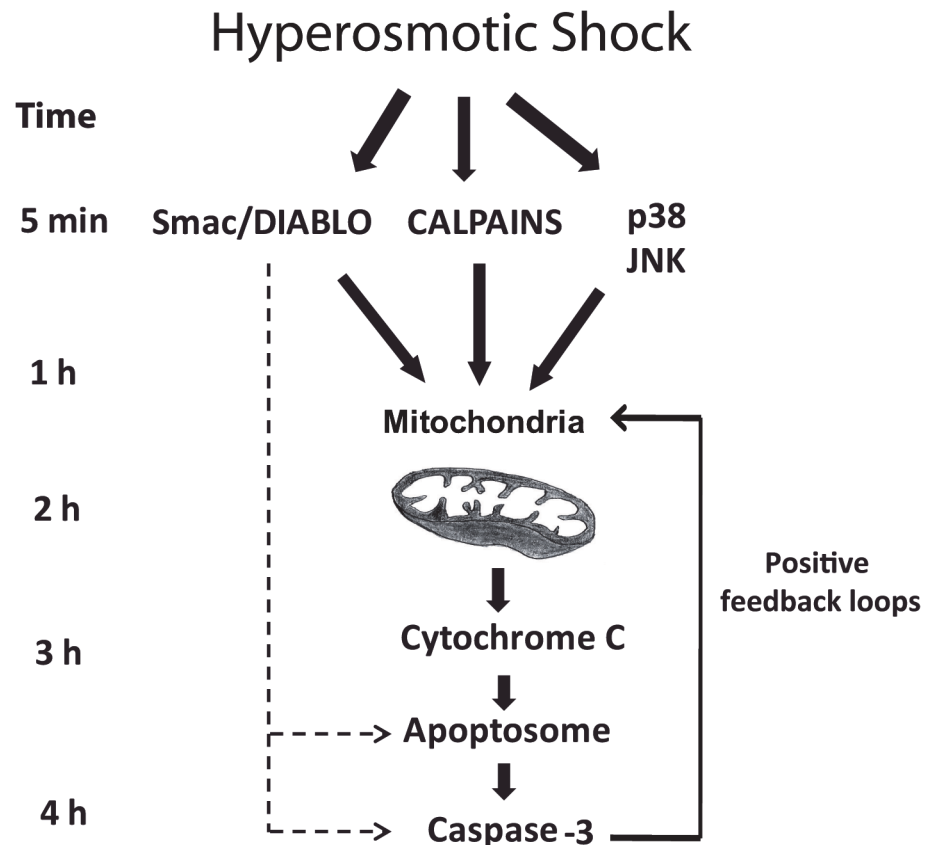 Hyperosmotic Shock
Time
5 min
Smac/DIABLO
CALPAINS
p38
JNK
1 h
Mitochondria
2 h
Positive
feedback loops
Cytochrome C
3 h
Apoptosome
4 h
Caspase -3